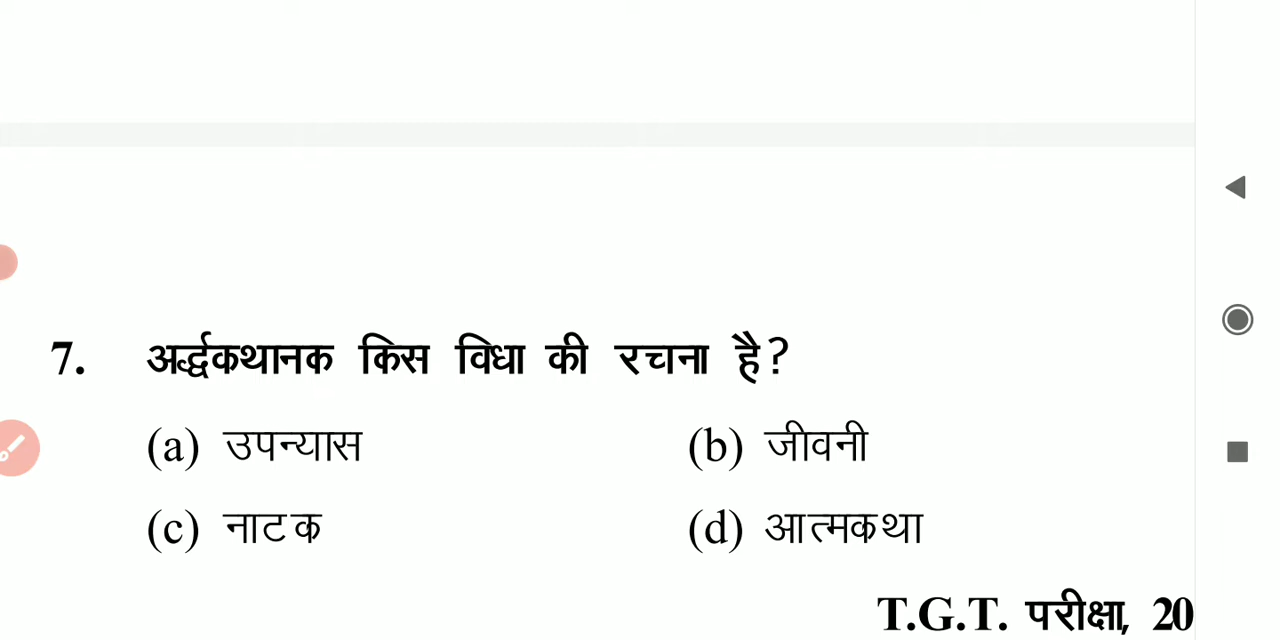 7. अर्द्धकथानक किस विधा की रचना है?
(a) उपन्यास (b) जीवनी
(c) नाटक (d) आत्मकथा
T.G.T. परीक्षा, 20